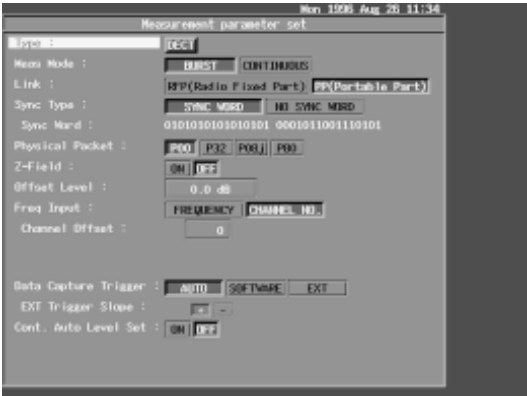 Mon 1996 Aug 26 11:34
Measurement parameter set
Type : DECT
Meas Mode : BURST CONTINUOUS
Link : RFP(Radio Fixed Part) PP(Portable Part)
Sync Type : SYNC WORD NO SYNC WORD
Sync Word : 0101010101010101 0001011001110101
Physical Packet : P00 P32 P08j P80
Z-Field : ON OFF
Offset Level : 0.0 dB
Freq Input : FREQUENCY CHANNEL NO.
Channel Offset : 0
Data Capture Trigger : AUTO SOFTWARE EXT
EXT Trigger Slope : + -
Cont. Auto Level Set : ON OFF